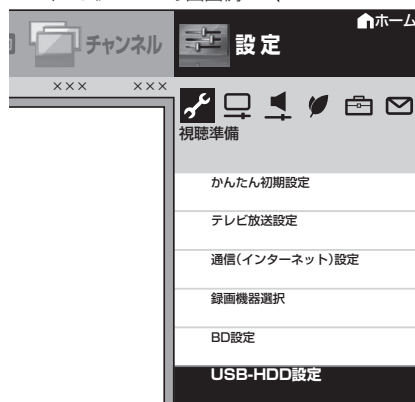 ホーム
チャンネル
設定
××× ×××
視聴準備
かんたん初期設定
テレビ放送設定
通信(インターネット)設定
録画機器選択
BD設定
USB-HDD設定